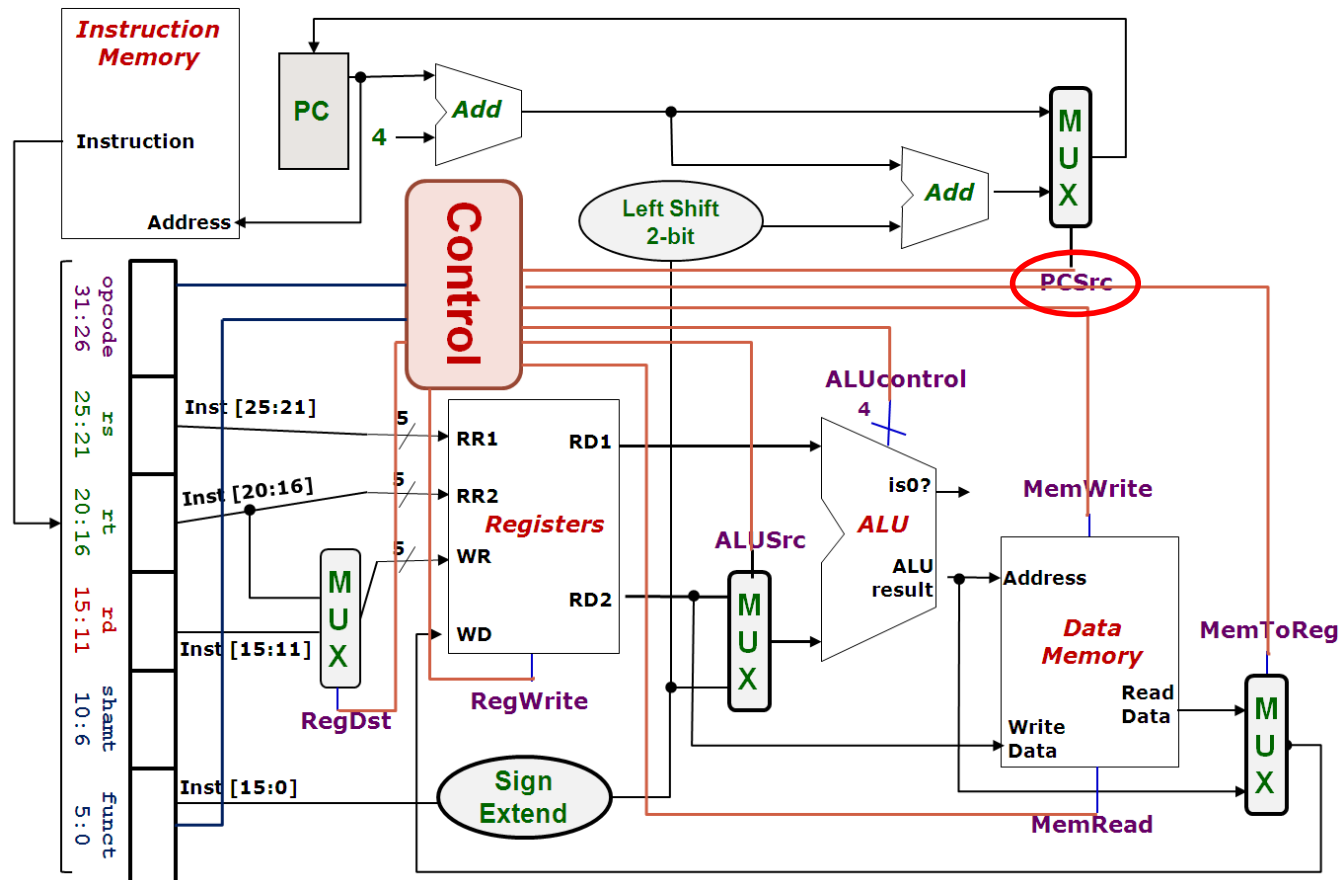 Instruction
Memory
Instruction
Address
PC
4
Add
Add
Left Shift
2-bit
M
U
X
PCSrc
Control
opcode
31:26
rs
25:21
rt
20:16
rd
15:11
shamt
10:6
funct
5:0
Inst [25:21]
5
Inst [20:16]
5
5
Inst [15:11]
M
U
X
RegDst
RR1
RR2
WR
WD
Registers
RD1
RD2
RegWrite
Inst [15:0]
Sign
Extend
ALUSrc
M
U
X
ALUcontrol
4
is0?
ALU
ALU
result
MemWrite
Address
Data
Memory
Read
Data
Write
Data
MemRead
MemToReg
M
U
X